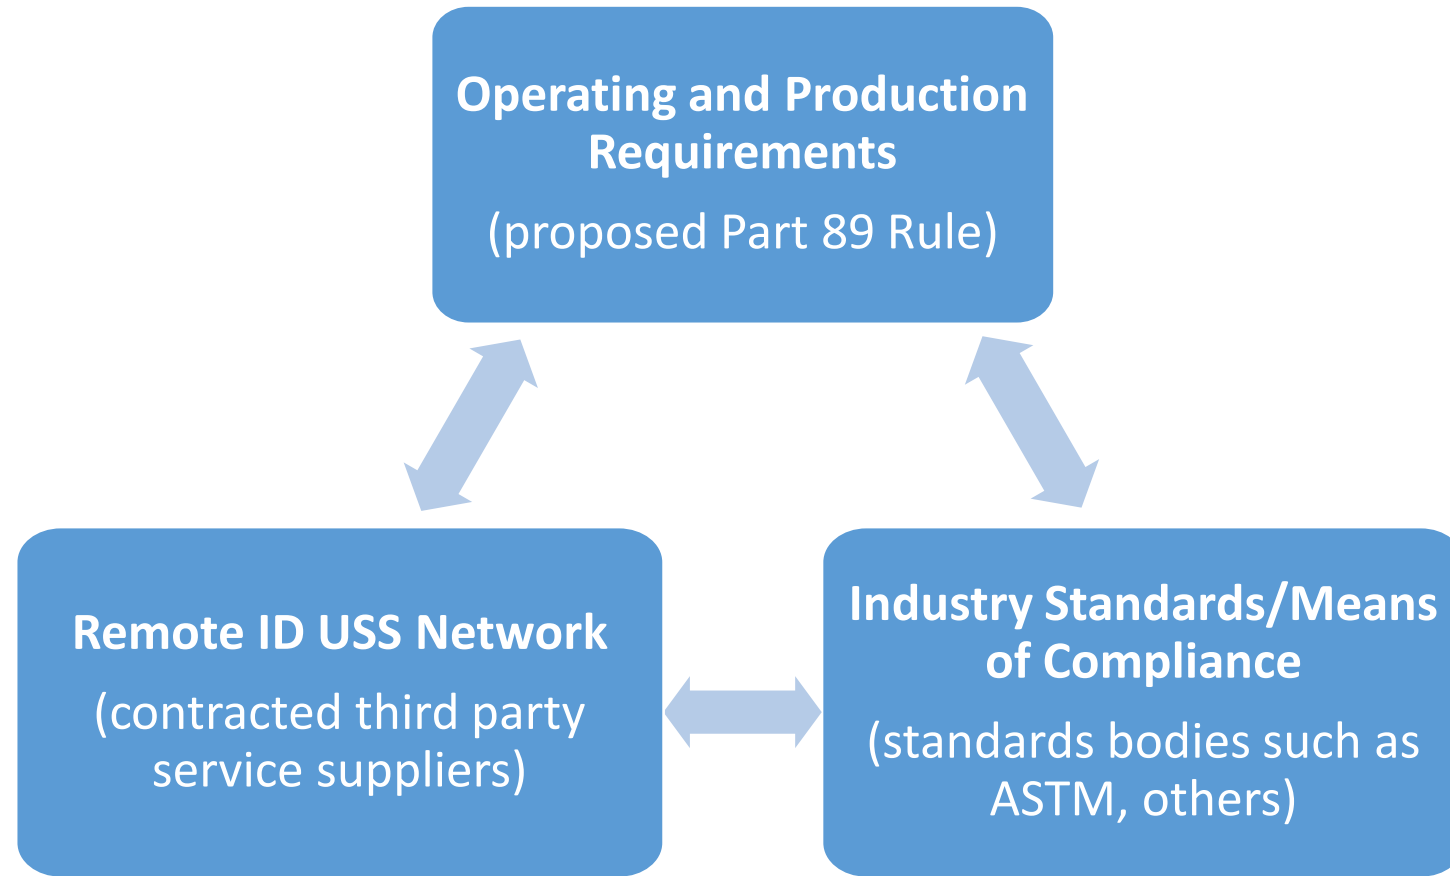 Operating and Production
Requirements
(proposed Part 89 Rule)
Remote ID USS Network
(contracted third party
service suppliers)
Industry Standards/Means
of Compliance
(standards bodies such as
ASTM, others)